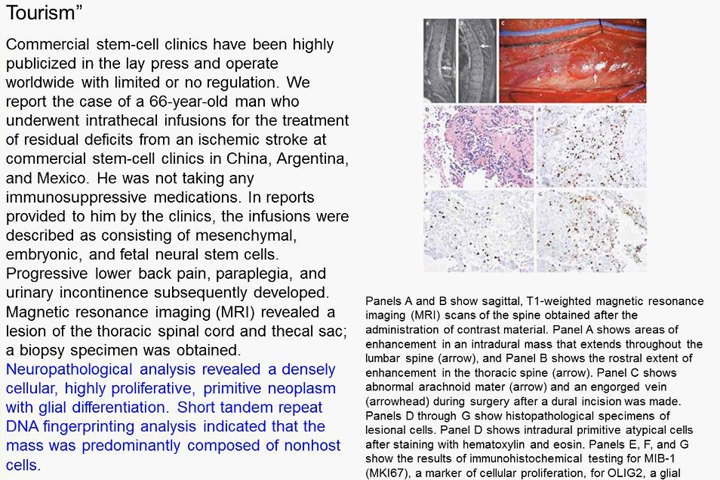 Tourism”
Commercial stem-cell clinics have been highly
publicized in the lay press and operate
worldwide with limited or no regulation. We
report the case of a 66-year-old man who
underwent intrathecal infusions for the treatment
of residual deficits from an ischemic stroke at
commercial stem-cell clinics in China, Argentina,
and Mexico. He was not taking any
immunosuppressive medications. In reports
provided to him by the clinics, the infusions were
described as consisting of mesenchymal,
embryonic, and fetal neural stem cells.
Progressive lower back pain, paraplegia, and
urinary incontinence subsequently developed.
Magnetic resonance imaging (MRI) revealed a
lesion of the thoracic spinal cord and thecal sac;
a biopsy specimen was obtained.
Neuropathological analysis revealed a densely
cellular, highly proliferative, primitive neoplasm
with glial differentiation. Short tandem repeat
DNA fingerprinting analysis indicated that the
mass was predominantly composed of nonhost
cells.
Panels A and B show sagittal, T1-weighted magnetic resonance
imaging (MRI) scans of the spine obtained after the
administration of contrast material. Panel A shows areas of
enhancement in an intradural mass that extends throughout the
lumbar spine (arrow), and Panel B shows the rostral extent of
enhancement in the thoracic spine (arrow). Panel C shows
abnormal arachnoid mater (arrow) and an engorged vein
(arrowhead) during surgery after a dural incision was made.
Panels D through G show histopathological specimens of
lesional cells. Panel D shows intradural primitive atypical cells
after staining with hematoxylin and eosin. Panels E, F, and G
show the results of immunohistochemical testing for MIB-1
(MKI67), a marker of cellular proliferation, for OLIG2, a glial